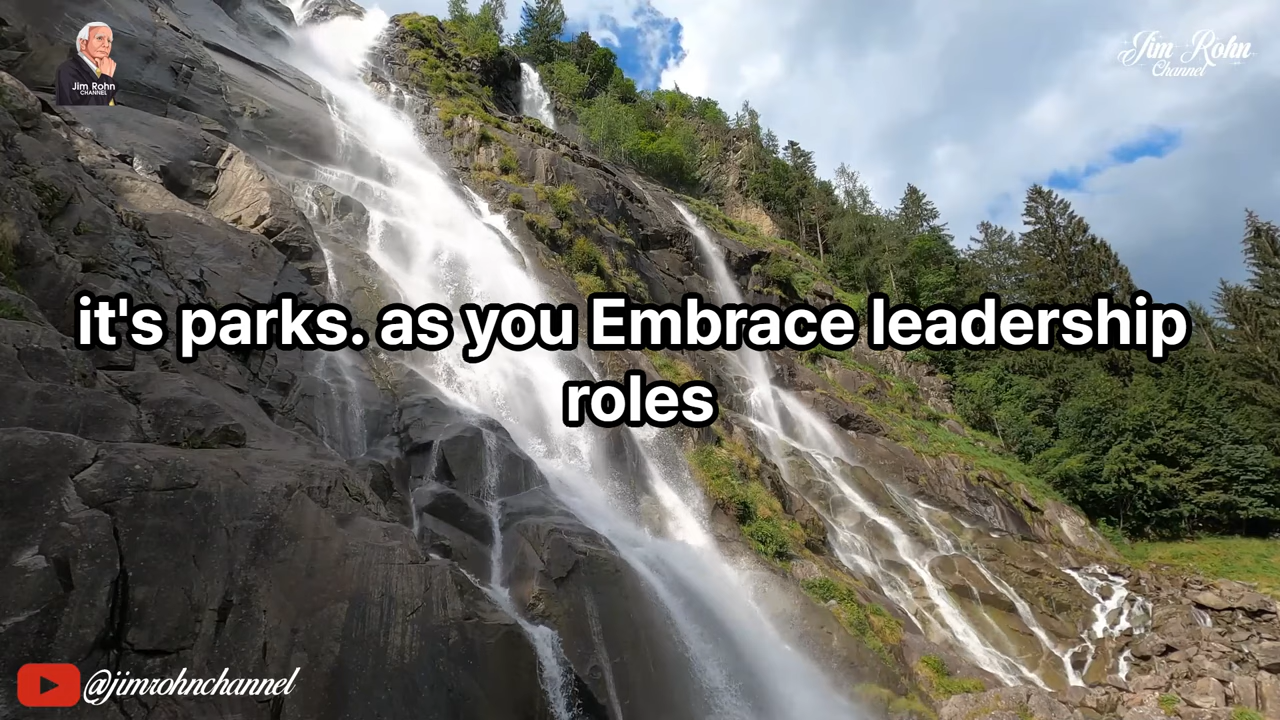 Jim Rohn
CHANNEL
Jim Rohn
Channel
it's parks. as you Embrace leadership
roles
@jimrohnchannel